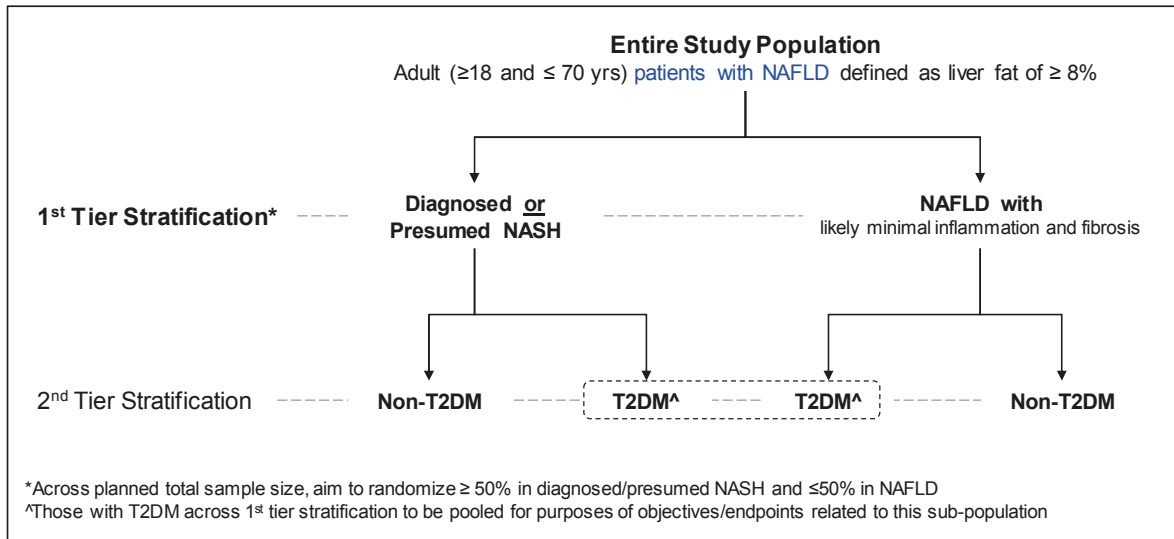 Entire Study Population
Adult (≥18 and ≤ 70 yrs) patients with NAFLD defined as liver fat of ≥ 8%
1st Tier Stratification*
Diagnosed or
Presumed NASH
NAFLD with
likely minimal inflammation and fibrosis
2nd Tier Stratification
Non-T2DM
T2DM^
T2DM^
Non-T2DM
*Across planned total sample size, aim to randomize ≥ 50% in diagnosed/presumed NASH and ≤50% in NAFLD
^Those with T2DM across 1st tier stratification to be pooled for purposes of objectives/endpoints related to this sub-population